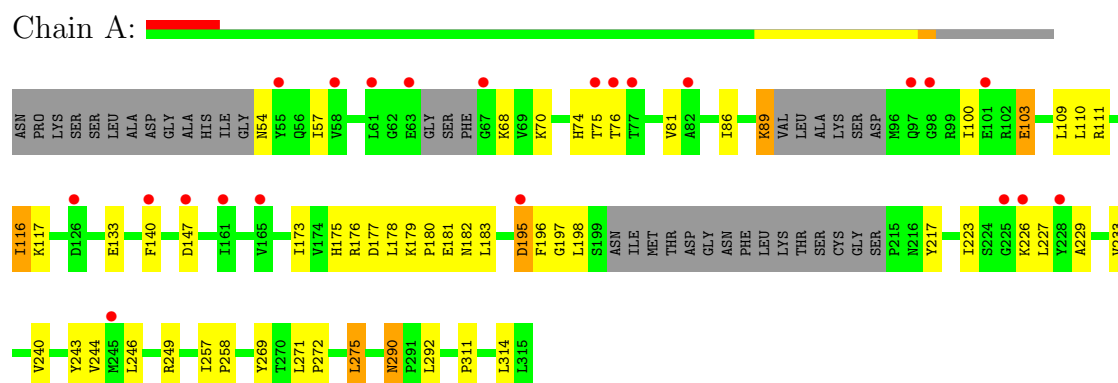 Chain A:
ASN PRO LYS SER SER LEU ALA ASP GLY ALA HIS ILE GLY N54 Y55 Q56 I57 V58 L61 G62 E63 GLY SER PHE G67 K68 V69 K70 H74 T75 T76 T77 V81 A82 I86 K89 VAL LEU ALA LYS SER ASP M96 Q97 G98 R99 I100 E101 R102 E103 L109 L110 R111
I116 K117 D126 E133 F140 D147 I161 V165 I173 V174 H175 R176 D177 L178 K179 P180 E181 N182 L183 D195 F196 G197 L198 S199 ASN ILE MET THR ASP GLY ASN PHE LEU LYS THR SER CYS GLY SER P215 N216 Y217 I223 S224 G225 K226 L227 Y228 A229 V233
V240 Y243 V244 M245 L246 R249 I257 P258 Y269 T270 L271 P272 L275 N290 P291 L292 P311 L314 L315